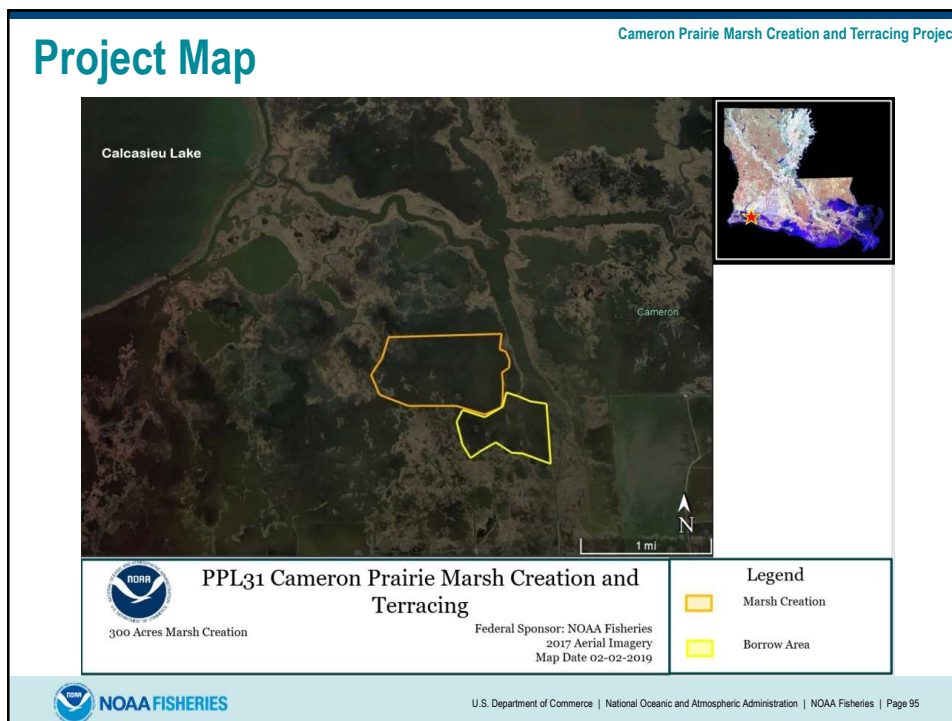 Cameron Prairie Marsh Creation and Terracing Projec
Project Map
Calcasieu Lake
Cameron
N
1 mi
NOAA
PPL31 Cameron Prairie Marsh Creation and
Terracing
300 Acres Marsh Creation
Federal Sponsor: NOAA Fisheries
2017 Aerial Imagery
Map Date 02-02-2019
Legend
Marsh Creation
Borrow Area
NOAA FISHERIES
U.S. Department of Commerce | National Oceanic and Atmospheric Administration | NOAA Fisheries | Page 95